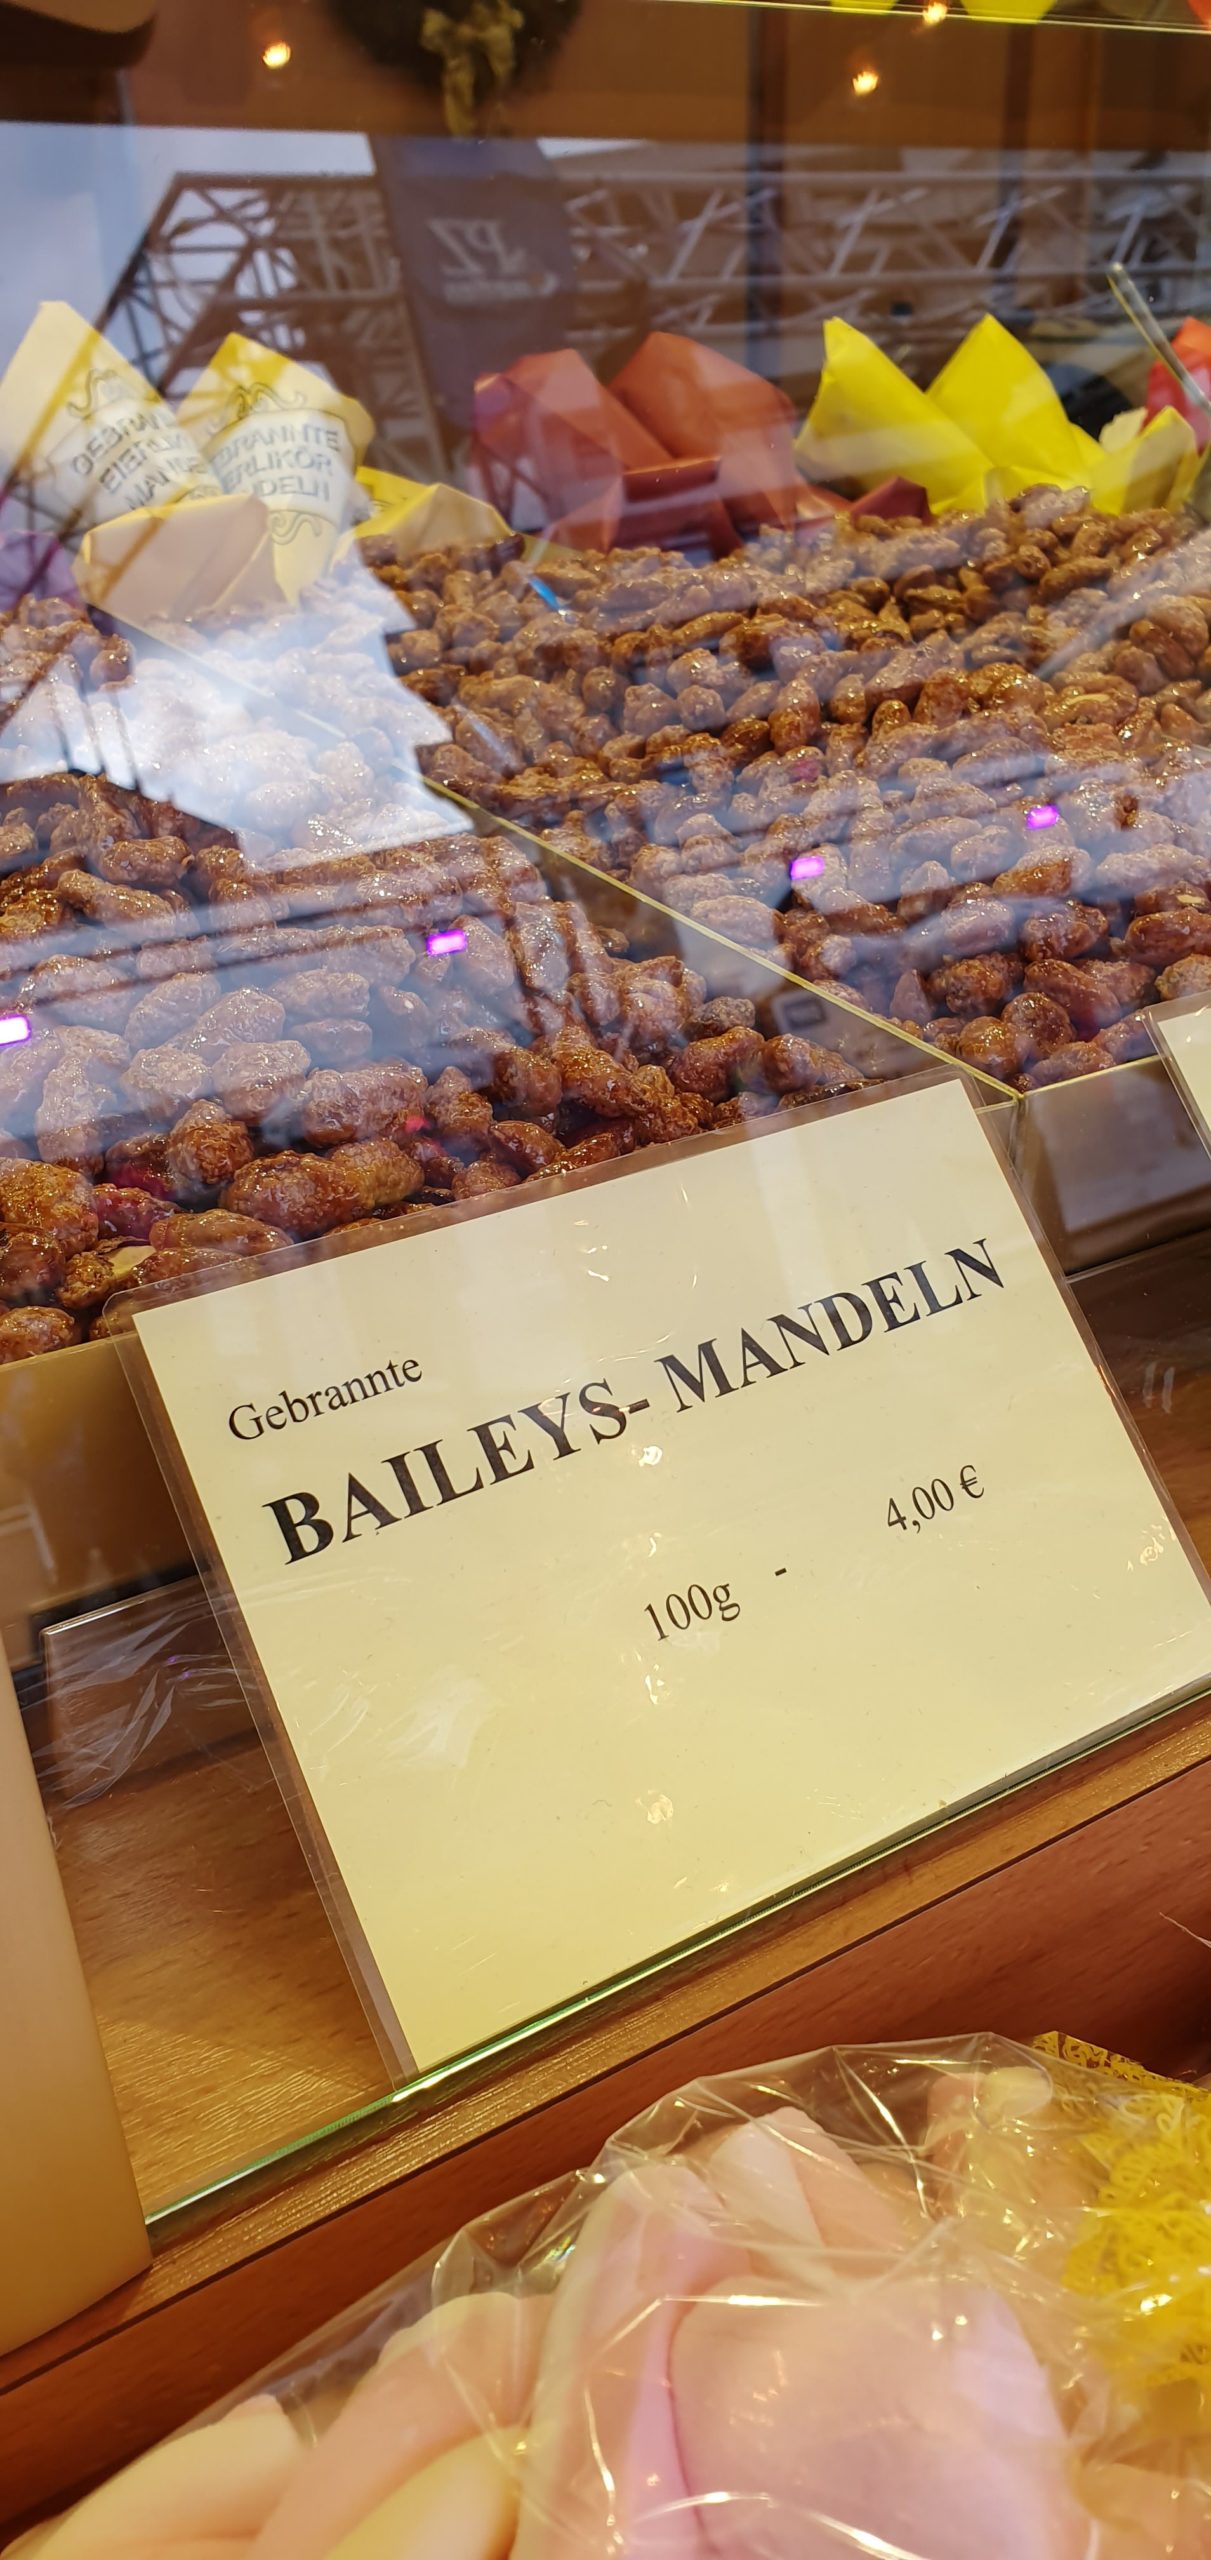 GEBRANNTE
EIERLIKÖR
MANDELN
Gebrannte
BAILEYS- MANDELN
100g - 4,00 €